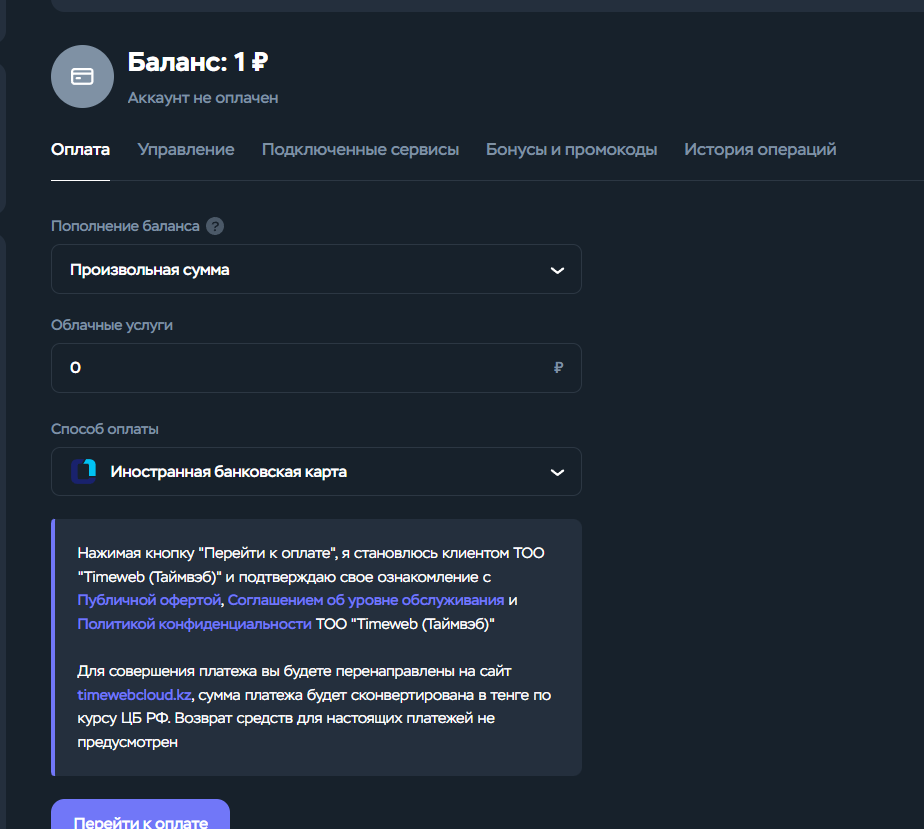 Баланс: 1 ₽
Аккаунт не оплачен
Оплата Управление Подключенные сервисы Бонусы и промокоды История операций
Пополнение баланса ?
Произвольная сумма
Облачные услуги
0 ₽
Способ оплаты
Иностранная банковская карта
Нажимая кнопку "Перейти к оплате", я становлюсь клиентом ТОО
"Timeweb (Таймвэб)" и подтверждаю свое ознакомление с
Публичной офертой, Соглашением об уровне обслуживания и
Политикой конфиденциальности ТОО "Timeweb (Таймвэб)"
Для совершения платежа вы будете перенаправлены на сайт
timewebcloud.kz, сумма платежа будет сконвертирована в тенге по
курсу ЦБ РФ. Возврат средств для настоящих платежей не
предусмотрен
Перейти к оплате